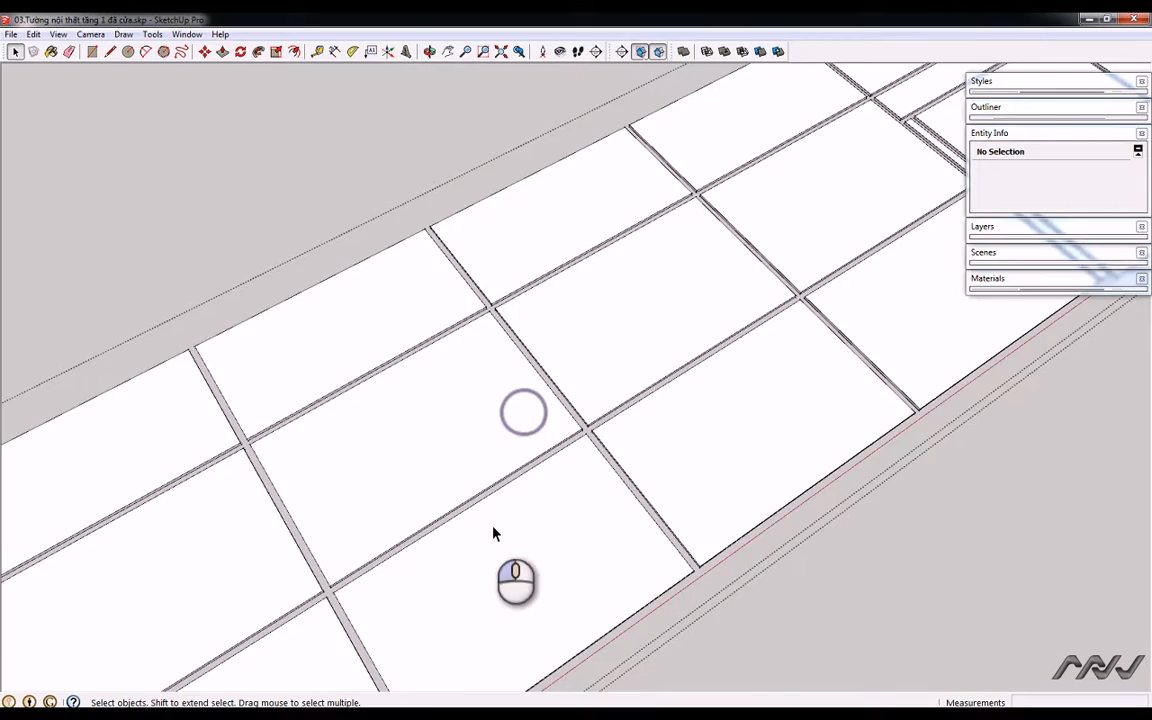 03.Tường nội thất tầng 1 đã cửa.skp - SketchUp Pro
File Edit View Camera Draw Tools Window Help
Styles
Outliner
Entity Info
No Selection
Layers
Scenes
Materials
Select objects. Shift to extend select. Drag mouse to select multiple.
Measurements